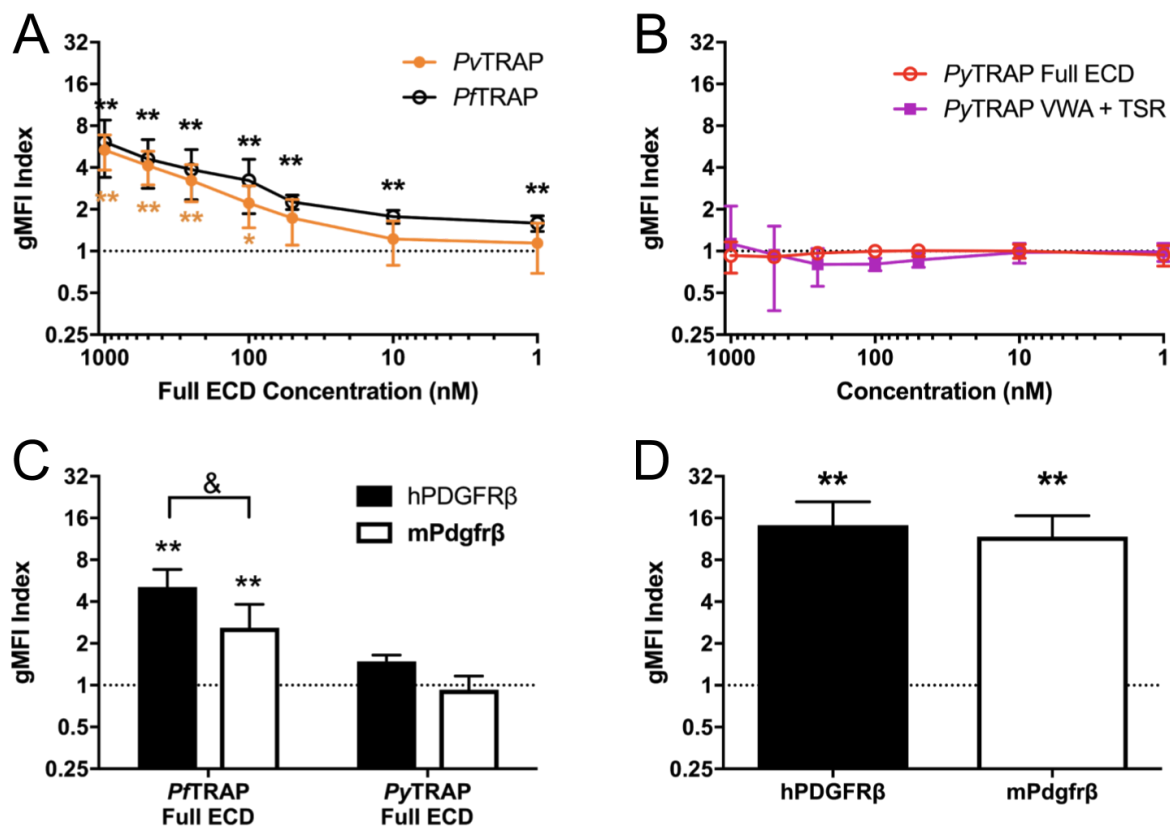 A
32
16
8
4
2
1
0.5
0.25
gMFI Index
PvTRAP
PfTRAP
** ** ** ** ** ** **
** ** ** *
1000 100 10 1
Full ECD Concentration (nM)
B
32
16
8
4
2
1
0.5
0.25
gMFI Index
PyTRAP Full ECD
PyTRAP VWA + TSR
1000 100 10 1
Concentration (nM)
C
32
16
8
4
2
1
0.5
0.25
gMFI Index
&
** **
hPDGFRβ
mPdgfrβ
PfTRAP
Full ECD
PyTRAP
Full ECD
D
32
16
8
4
2
1
0.5
0.25
gMFI Index
** **
hPDGFRβ mPdgfrβ